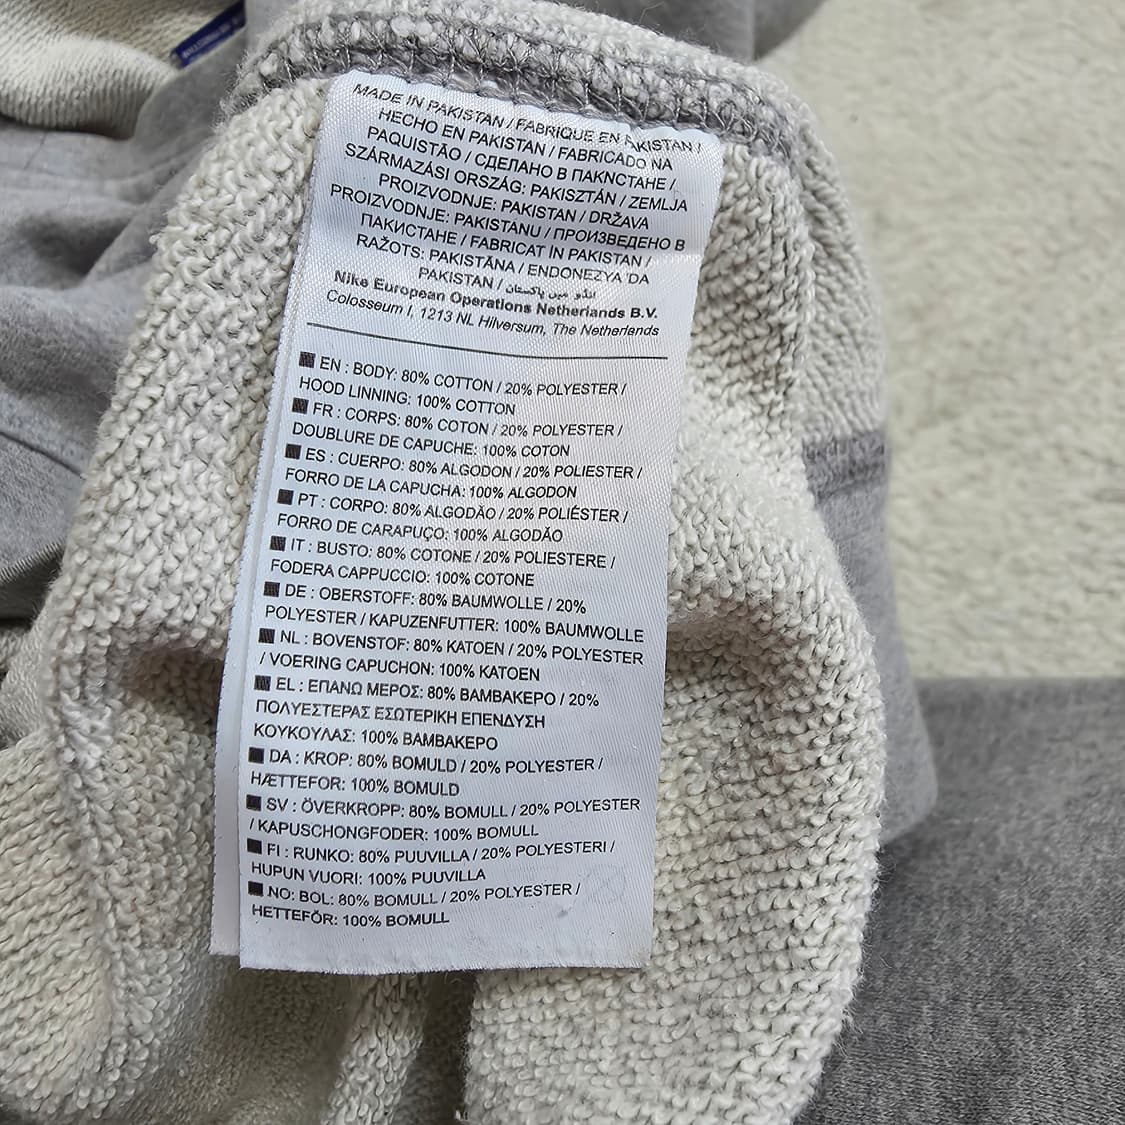 MADE IN PAKISTAN / FABRIQUE EN PAKISTAN /
HECHO EN PAKISTAN / FABRICADO NA
PAQUISTÃO / СДЕЛАНО В ПАКNСТАНЕ /
SZÁRMAZÁSI ORSZÁG: PAKISZTÁN / ZEMLJA
PROIZVODNJE: PAKISTAN / DRŽAVA
PROIZVODNJE: PAKISTANU / ПРОИЗВЕДЕНО В
ПАКИСТАНЕ / FABRICAT ÎN PAKISTAN /
RAŽOTS: PAKISTĀNA / ENDONEZYA 'DA
PAKISTAN / انڈو میں پاکستان
Nike European Operations Netherlands B.V.
Colosseum I, 1213 NL Hilversum, The Netherlands
EN : BODY: 80% COTTON / 20% POLYESTER /
HOOD LINNING: 100% COTTON
FR : CORPS: 80% COTON / 20% POLYESTER /
DOUBLURE DE CAPUCHE: 100% COTON
ES : CUERPO: 80% ALGODON / 20% POLIESTER /
FORRO DE LA CAPUCHA: 100% ALGODON
PT : CORPO: 80% ALGODÃO / 20% POLIÉSTER /
FORRO DE CARAPUÇO: 100% ALGODÃO
IT : BUSTO: 80% COTONE / 20% POLIESTERE /
FODERA CAPPUCCIO: 100% COTONE
DE : OBERSTOFF: 80% BAUMWOLLE / 20%
POLYESTER / KAPUZENFUTTER: 100% BAUMWOLLE
NL : BOVENSTOF: 80% KATOEN / 20% POLYESTER
/ VOERING CAPUCHON: 100% KATOEN
EL : ΕΠΑΝΩ ΜΕΡΟΣ: 80% ΒΑΜΒΑΚΕΡΟ / 20%
ΠΟΛΥΕΣΤΕΡΑΣ ΕΣΩΤΕΡΙΚΗ ΕΠΕΝΔΥΣΗ
ΚΟΥΚΟΥΛΑΣ: 100% ΒΑΜΒΑΚΕΡΟ
DA : KROP: 80% BOMULD / 20% POLYESTER /
HÆTTEFOR: 100% BOMULD
SV : ÖVERKROPP: 80% BOMULL / 20% POLYESTER
/ KAPUSCHONGFODER: 100% BOMULL
FI : RUNKO: 80% PUUVILLA / 20% POLYESTERI /
HUPUN VUORI: 100% PUUVILLA
NO: BOL: 80% BOMULL / 20% POLYESTER /
HETTEFÖR: 100% BOMULL